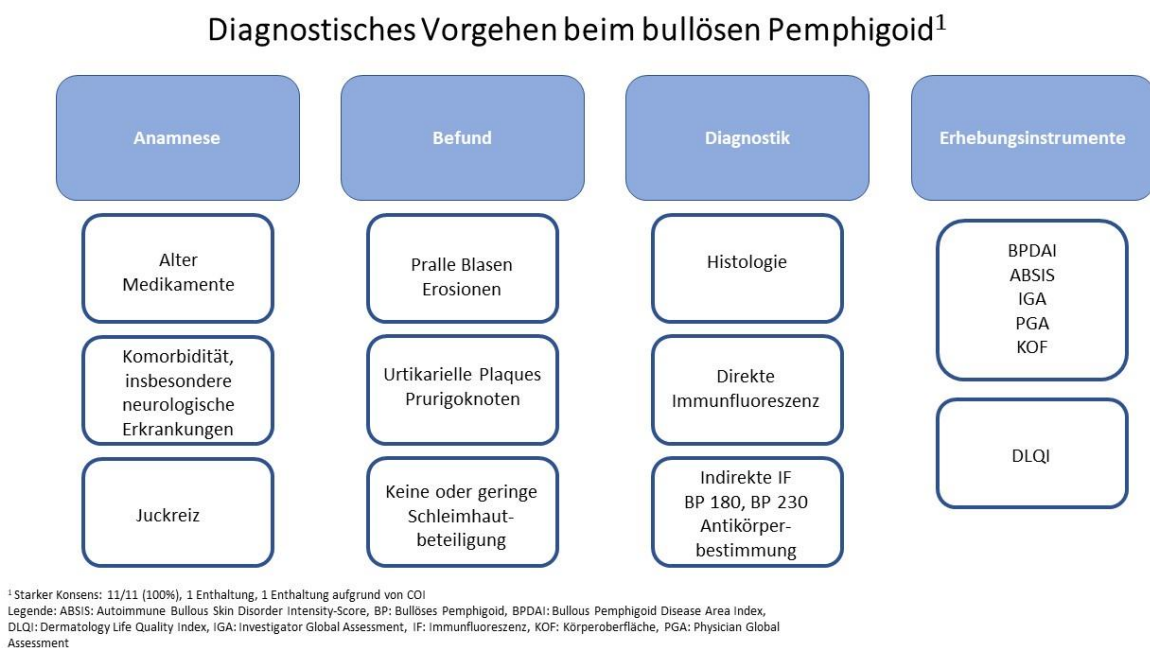 Diagnostisches Vorgehen beim bullösen Pemphigoid¹
Anamnese
Befund
Diagnostik
Erhebungsinstrumente
Alter
Medikamente
Komorbidität,
insbesondere
neurologische
Erkrankungen
Juckreiz
Pralle Blasen
Erosionen
Urtikarielle Plaques
Prurigoknoten
Keine oder geringe
Schleimhaut-
beteiligung
Histologie
Direkte
Immunfluoreszenz
Indirekte IF
BP 180, BP 230
Antikörper-
bestimmung
BPDAI
ABSIS
IGA
PGA
KOF
DLQI
¹ Starker Konsens: 11/11 (100%), 1 Enthaltung, 1 Enthaltung aufgrund von COI
Legende: ABSIS: Autoimmune Bullous Skin Disorder Intensity-Score, BP: Bullöses Pemphigoid, BPDAI: Bullous Pemphigoid Disease Area Index,
DLQI: Dermatology Life Quality Index, IGA: Investigator Global Assessment, IF: Immunfluoreszenz, KOF: Körperoberfläche, PGA: Physician Global
Assessment